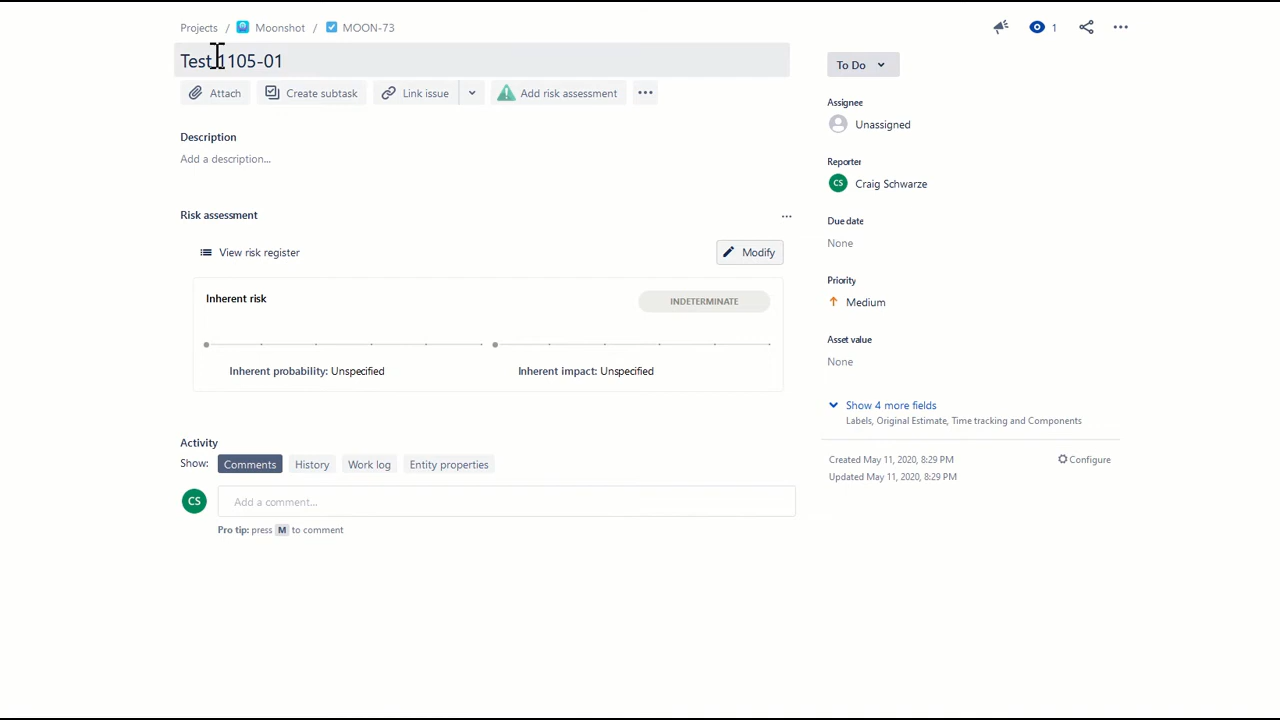 Projects / Moonshot / MOON-73
1
Test 1105-01
Attach
Create subtask
Link issue
Add risk assessment
Description
Add a description...
Risk assessment
View risk register
Modify
Inherent risk
INDETERMINATE
Inherent probability: Unspecified
Inherent impact: Unspecified
Activity
Show: Comments History Work log Entity properties
CS
Add a comment...
Pro tip: press M to comment
To Do
Assignee
Unassigned
Reporter
CS Craig Schwarze
Due date
None
Priority
Medium
Asset value
None
Show 4 more fields
Labels, Original Estimate, Time tracking and Components
Created May 11, 2020, 8:29 PM
Configure
Updated May 11, 2020, 8:29 PM